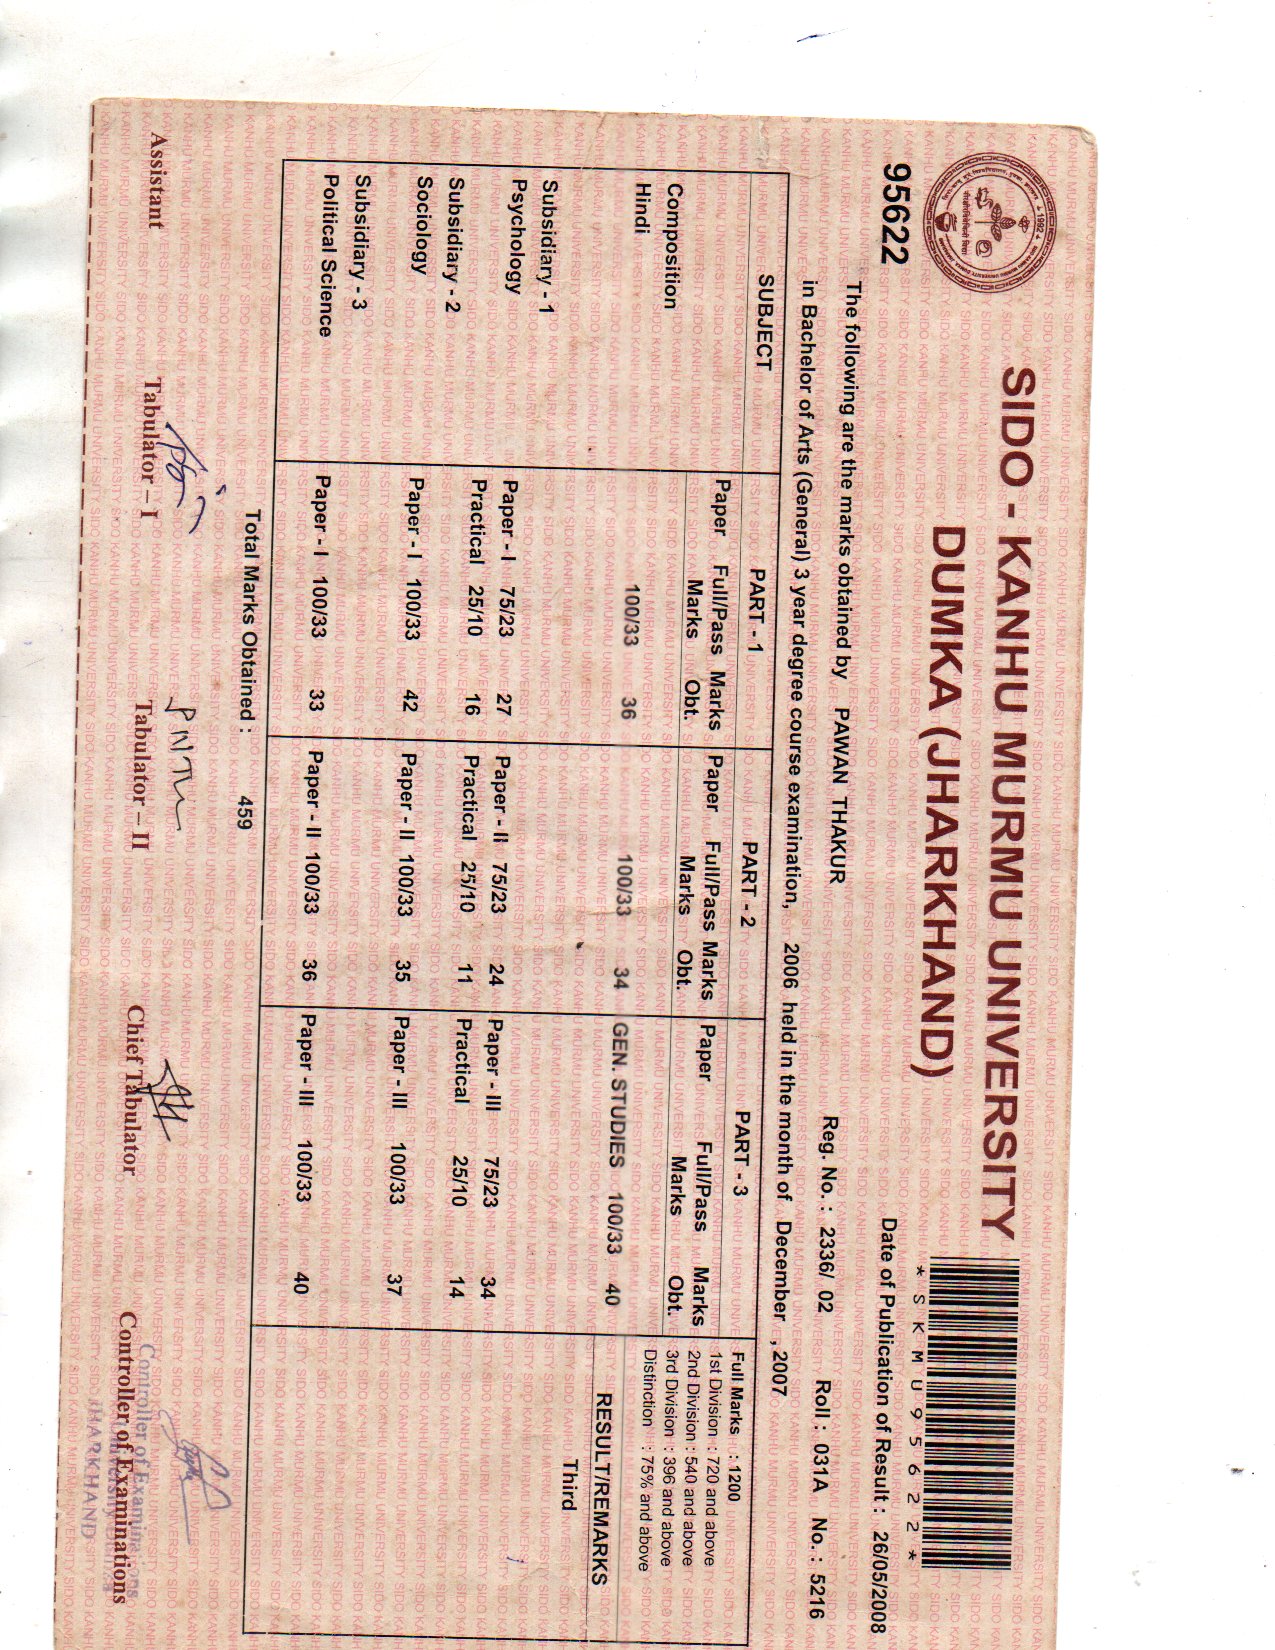 SIDO - KANHU MURMU UNIVERSITY
DUMKA (JHARKHAND)
*SKMU95622*
95622
Date of Publication of Result : 26/05/2008
The following are the marks obtained by PAWAN THAKUR Reg. No. : 2336/ 02 Roll : 031A No. : 5216
in Bachelor of Arts (General) 3 year degree course examination, 2006 held in the month of December , 2007
SUBJECT PART - 1 PART - 2 PART - 3 Full Marks : 1200
1st Division : 720 and above
2nd Division : 540 and above
3rd Division : 396 and above
Distinction : 75% and above
Paper Full/Pass Marks Paper Full/Pass Marks Paper Full/Pass Marks
Marks Obt. Marks Obt. Marks Obt.
Composition
Hindi 100/33 36 100/33 34 GEN. STUDIES 100/33 40
RESULT/REMARKS
Third
Subsidiary - 1
Psychology Paper - I 75/23 27 Paper - II 75/23 24 Paper - III 75/23 34
Practical 25/10 16 Practical 25/10 11 Practical 25/10 14
Subsidiary - 2
Sociology Paper - I 100/33 42 Paper - II 100/33 35 Paper - III 100/33 37
Subsidiary - 3
Political Science Paper - I 100/33 33 Paper - II 100/33 36 Paper - III 100/33 40
Total Marks Obtained : 459
Assistant Tabulator – I Tabulator – II Chief Tabulator Controller of Examinations
Controller of Examinations
University
JHARKHAND